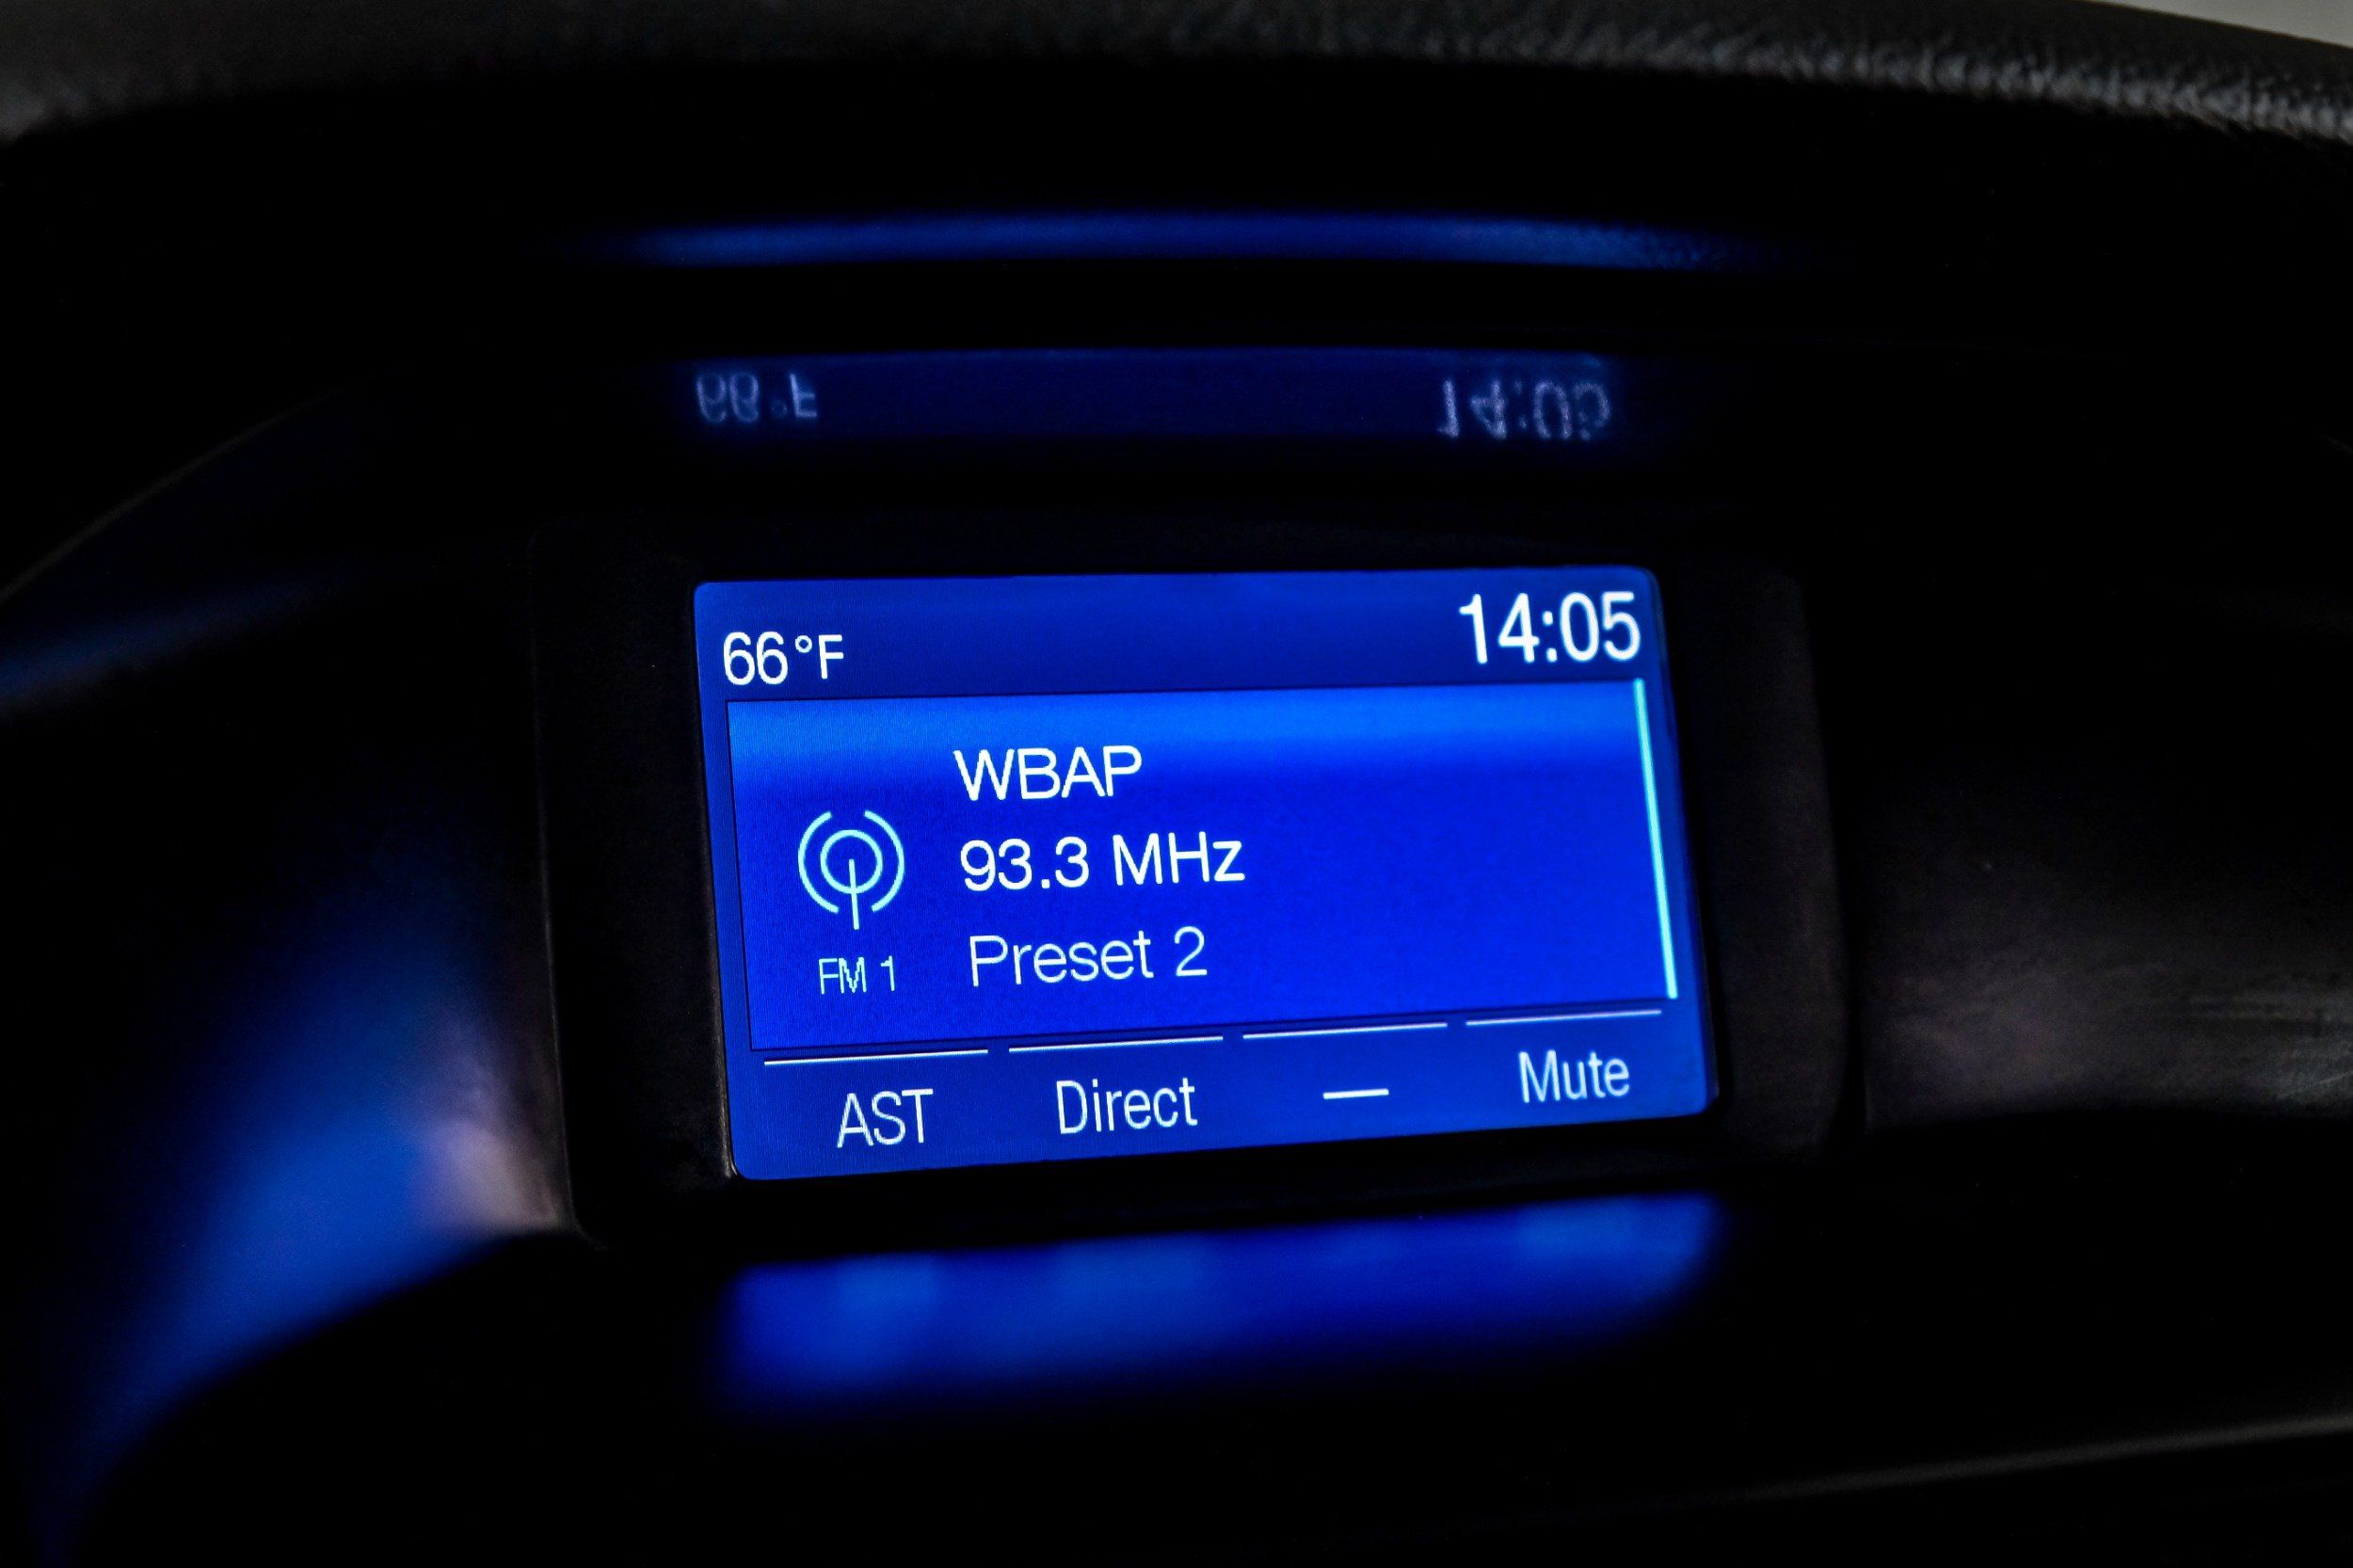 66°F 14:05
WBAP
93.3 MHz
FM 1 Preset 2
AST Direct — Mute